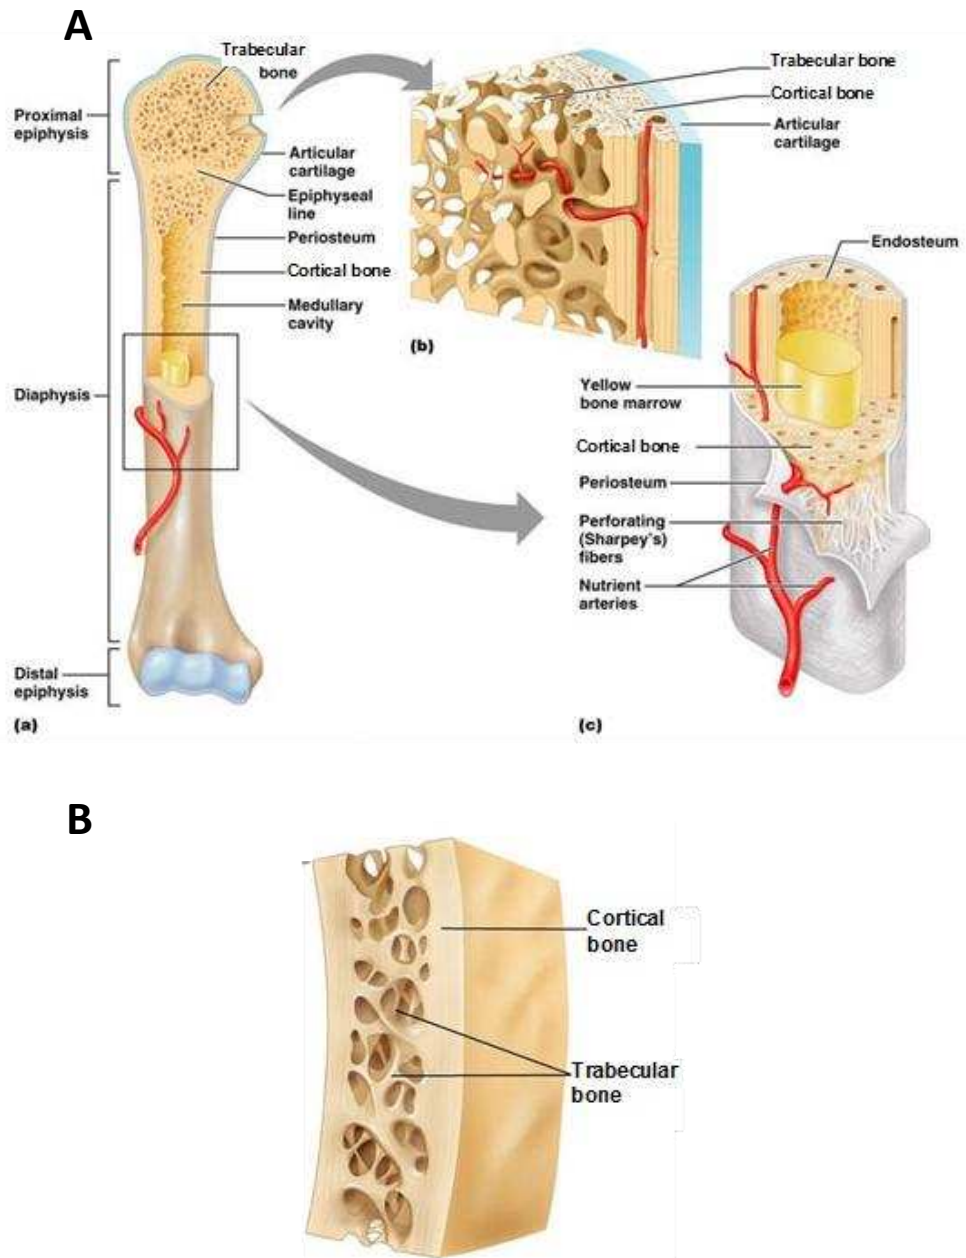 A
Trabecular
bone
Proximal
epiphysis
Articular
cartilage
Epiphyseal
line
Periosteum
Cortical bone
Medullary
cavity
Diaphysis
Distal
epiphysis
(a)
Trabecular bone
Cortical bone
Articular
cartilage
(b)
Endosteum
Yellow
bone marrow
Cortical bone
Periosteum
Perforating
(Sharpey's)
fibers
Nutrient
arteries
(c)
B
Cortical
bone
Trabecular
bone